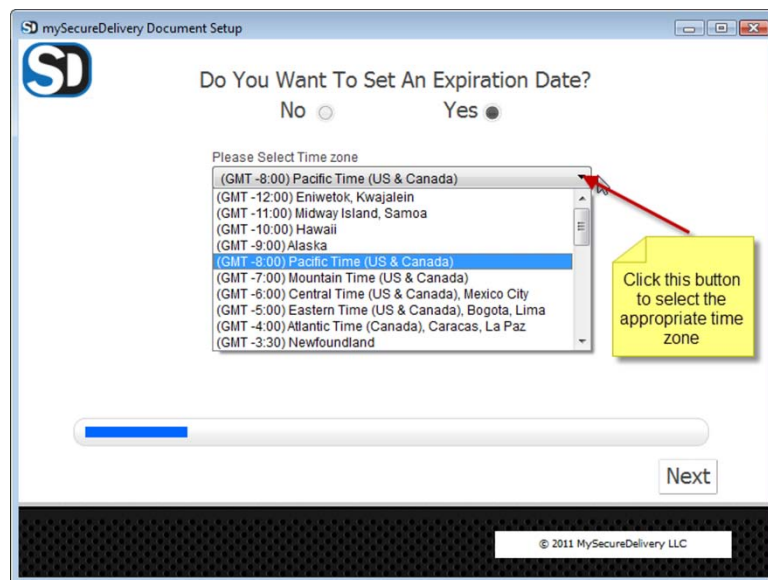 SD mySecureDelivery Document Setup
SD
Do You Want To Set An Expiration Date?
No Yes
Please Select Time zone
(GMT -8:00) Pacific Time (US & Canada)
(GMT -12:00) Eniwetok, Kwajalein
(GMT -11:00) Midway Island, Samoa
(GMT -10:00) Hawaii
(GMT -9:00) Alaska
(GMT -8:00) Pacific Time (US & Canada)
(GMT -7:00) Mountain Time (US & Canada)
(GMT -6:00) Central Time (US & Canada), Mexico City
(GMT -5:00) Eastern Time (US & Canada), Bogota, Lima
(GMT -4:00) Atlantic Time (Canada), Caracas, La Paz
(GMT -3:30) Newfoundland
Click this button
to select the
appropriate time
zone
Next
© 2011 MySecureDelivery LLC